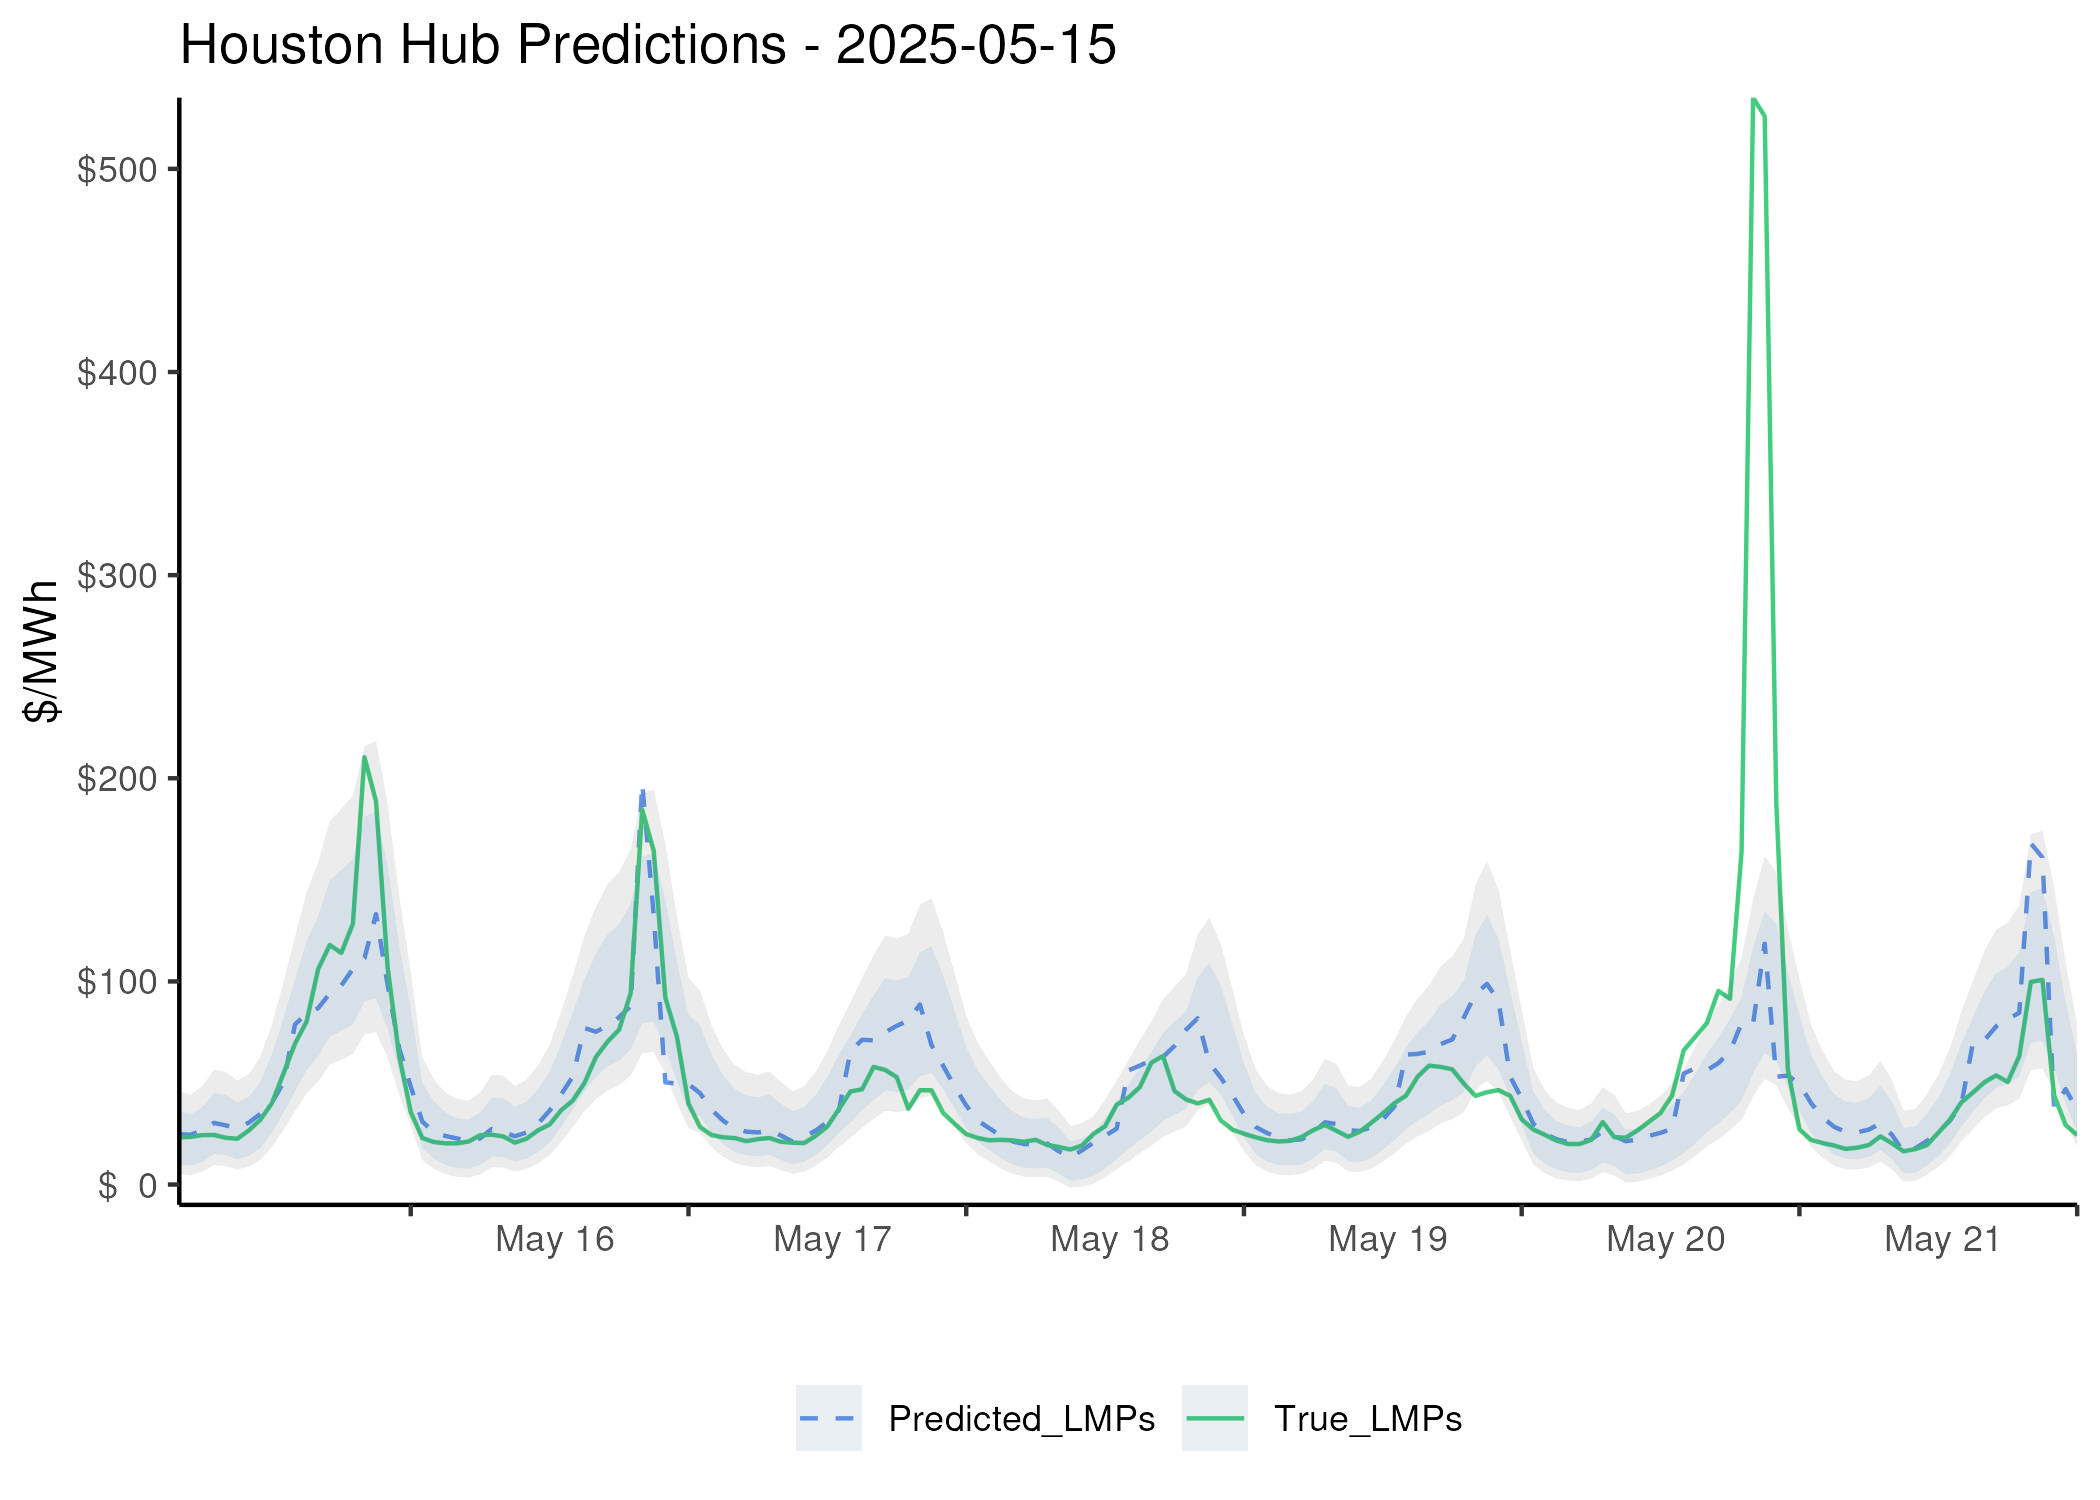 Houston Hub Predictions - 2025-05-15
$/MWh
$500
$400
$300
$200
$100
$ 0
May 16 May 17 May 18 May 19 May 20 May 21
Predicted_LMPs True_LMPs